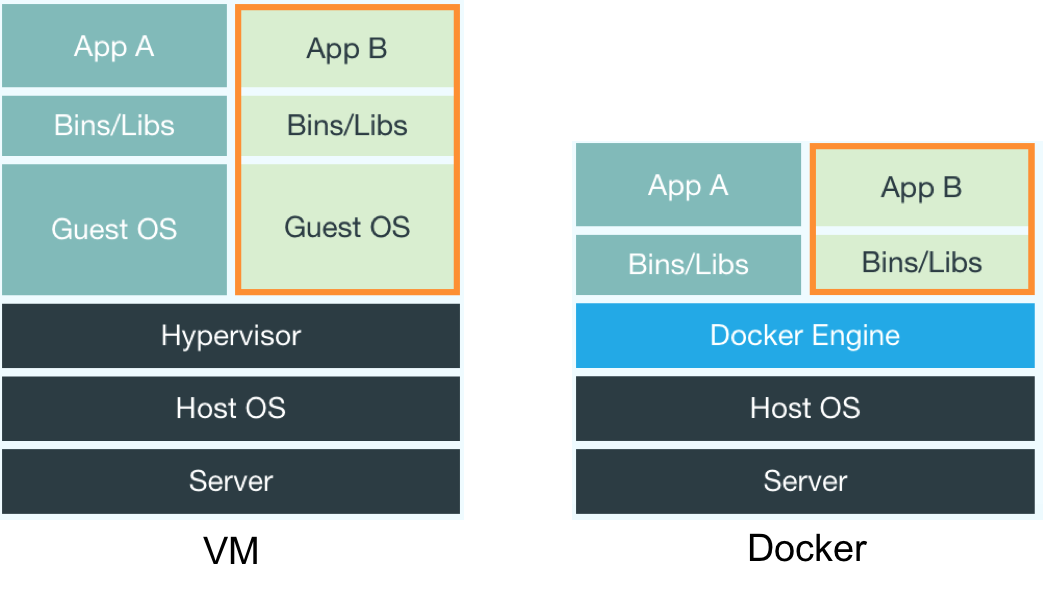 App A
App B
Bins/Libs
Bins/Libs
Guest OS
Guest OS
Hypervisor
Host OS
Server
VM
App A
App B
Bins/Libs
Bins/Libs
Docker Engine
Host OS
Server
Docker